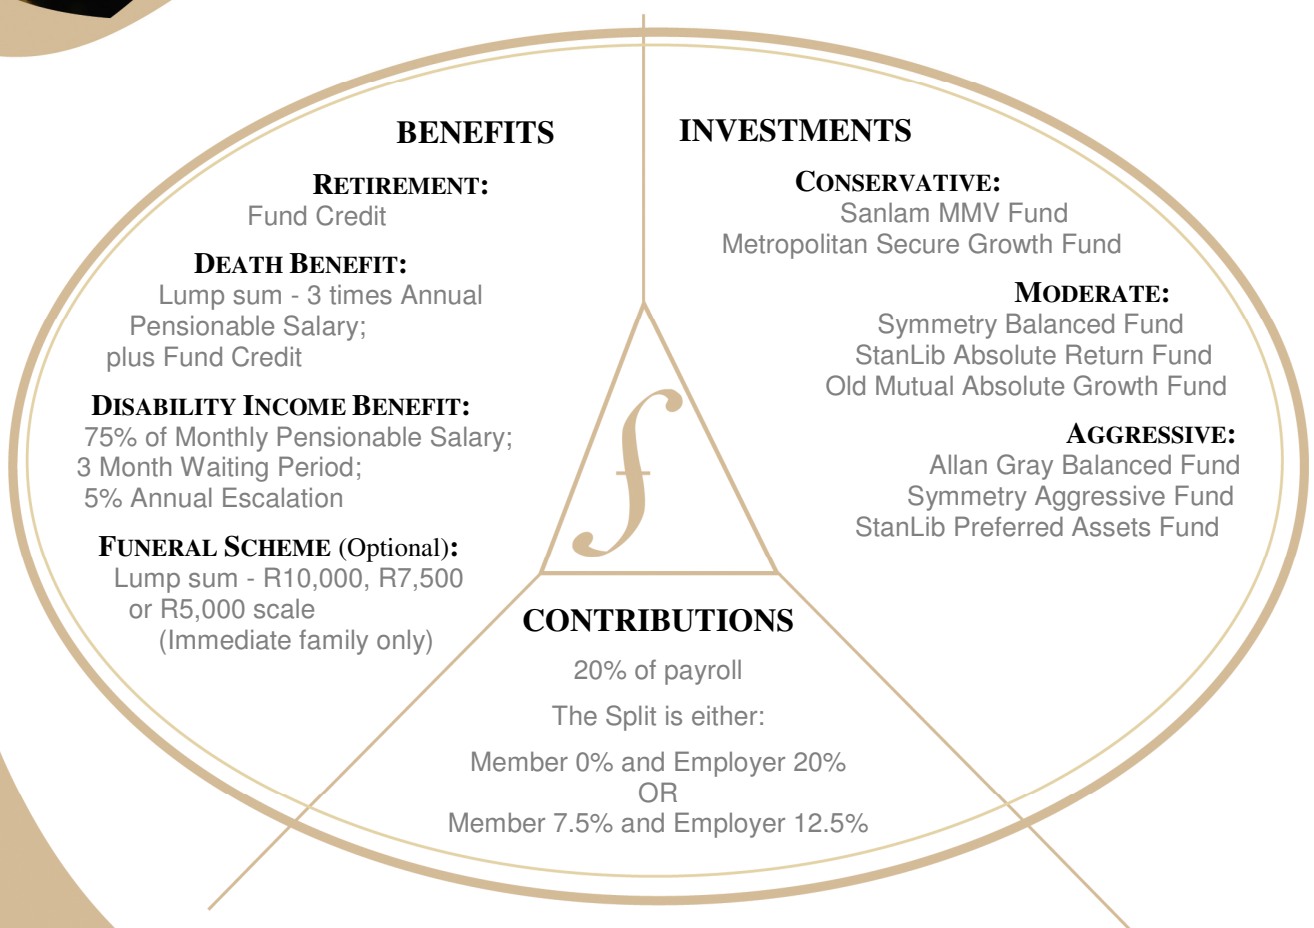 BENEFITS
RETIREMENT:
Fund Credit
DEATH BENEFIT:
Lump sum - 3 times Annual
Pensionable Salary;
plus Fund Credit
DISABILITY INCOME BENEFIT:
75% of Monthly Pensionable Salary;
3 Month Waiting Period;
5% Annual Escalation
FUNERAL SCHEME (Optional):
Lump sum - R10,000, R7,500
or R5,000 scale
(Immediate family only)
INVESTMENTS
CONSERVATIVE:
Sanlam MMV Fund
Metropolitan Secure Growth Fund
MODERATE:
Symmetry Balanced Fund
StanLib Absolute Return Fund
Old Mutual Absolute Growth Fund
AGGRESSIVE:
Allan Gray Balanced Fund
Symmetry Aggressive Fund
StanLib Preferred Assets Fund
f
CONTRIBUTIONS
20% of payroll
The Split is either:
Member 0% and Employer 20%
OR
Member 7.5% and Employer 12.5%